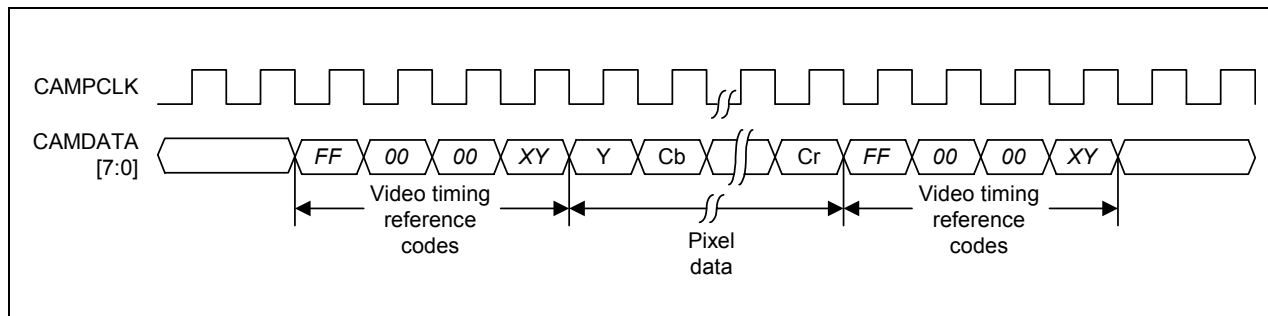 CAMPCLK
CAMDATA
[7:0]
FF 00 00 XY Y Cb Cr FF 00 00 XY
Video timing
reference
codes
Pixel
data
Video timing
reference
codes